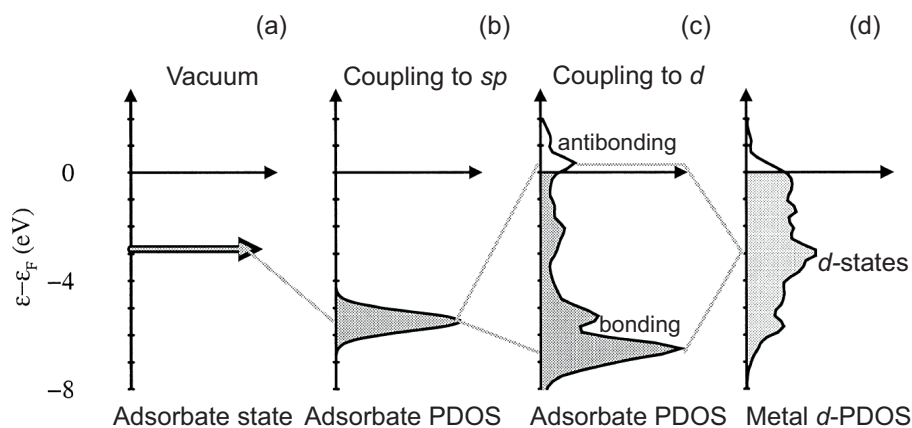 (a) (b) (c) (d)
Vacuum Coupling to sp Coupling to d
antibonding
0
ε−ε_F (eV)
−4
d-states
bonding
−8
Adsorbate state Adsorbate PDOS Adsorbate PDOS Metal d-PDOS